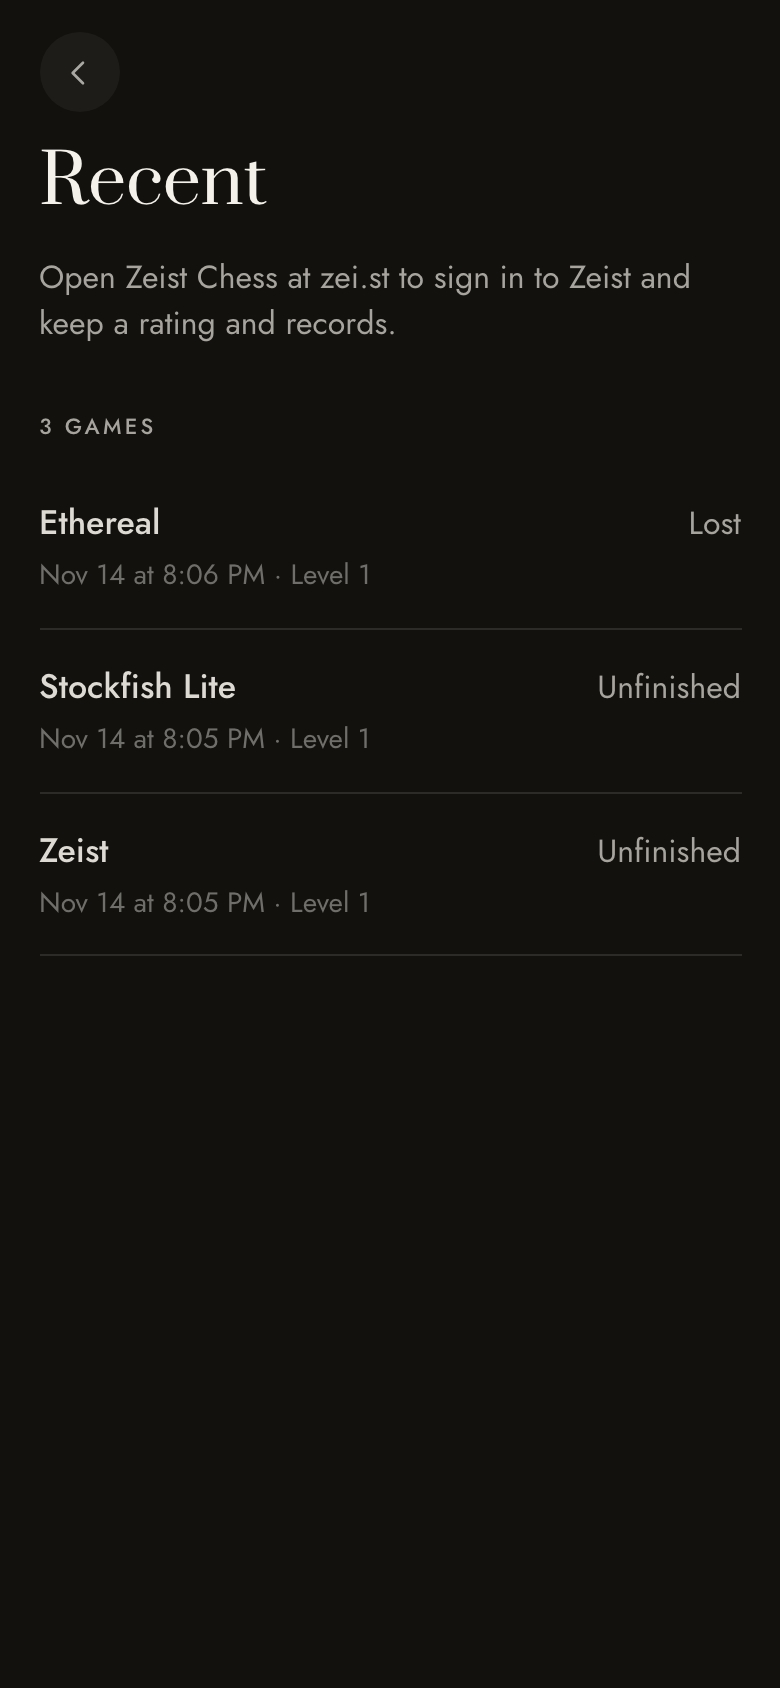 Recent
Open Zeist Chess at zei.st to sign in to Zeist and
keep a rating and records.
3 GAMES
Ethereal
Lost
Nov 14 at 8:06 PM · Level 1
Stockfish Lite
Unfinished
Nov 14 at 8:05 PM · Level 1
Zeist
Unfinished
Nov 14 at 8:05 PM · Level 1